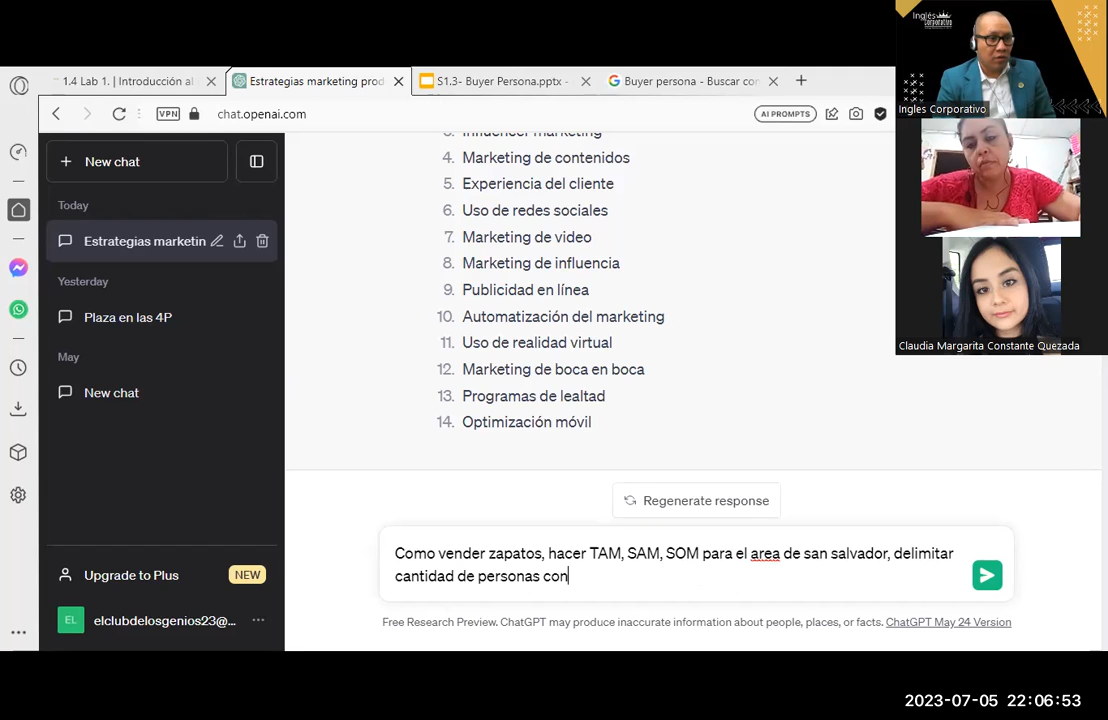 Inglés
Corporativo
Ingles Corporativo
1.4 Lab 1. | Introducción al
Estrategias marketing prod
S1.3- Buyer Persona.pptx -
Buyer persona - Buscar con
VPN
chat.openai.com
AI PROMPTS
New chat
Today
Estrategias marketin
Yesterday
Plaza en las 4P
May
New chat
Upgrade to Plus
NEW
EL
elclubdelosgenios23@...
3. Influencer marketing
4. Marketing de contenidos
5. Experiencia del cliente
6. Uso de redes sociales
7. Marketing de video
8. Marketing de influencia
9. Publicidad en línea
10. Automatización del marketing
11. Uso de realidad virtual
12. Marketing de boca en boca
13. Programas de lealtad
14. Optimización móvil
Regenerate response
Como vender zapatos, hacer TAM, SAM, SOM para el area de san salvador, delimitar
cantidad de personas con
Free Research Preview. ChatGPT may produce inaccurate information about people, places, or facts. ChatGPT May 24 Version
Claudia Margarita Constante Quezada
2023-07-05 22:06:53